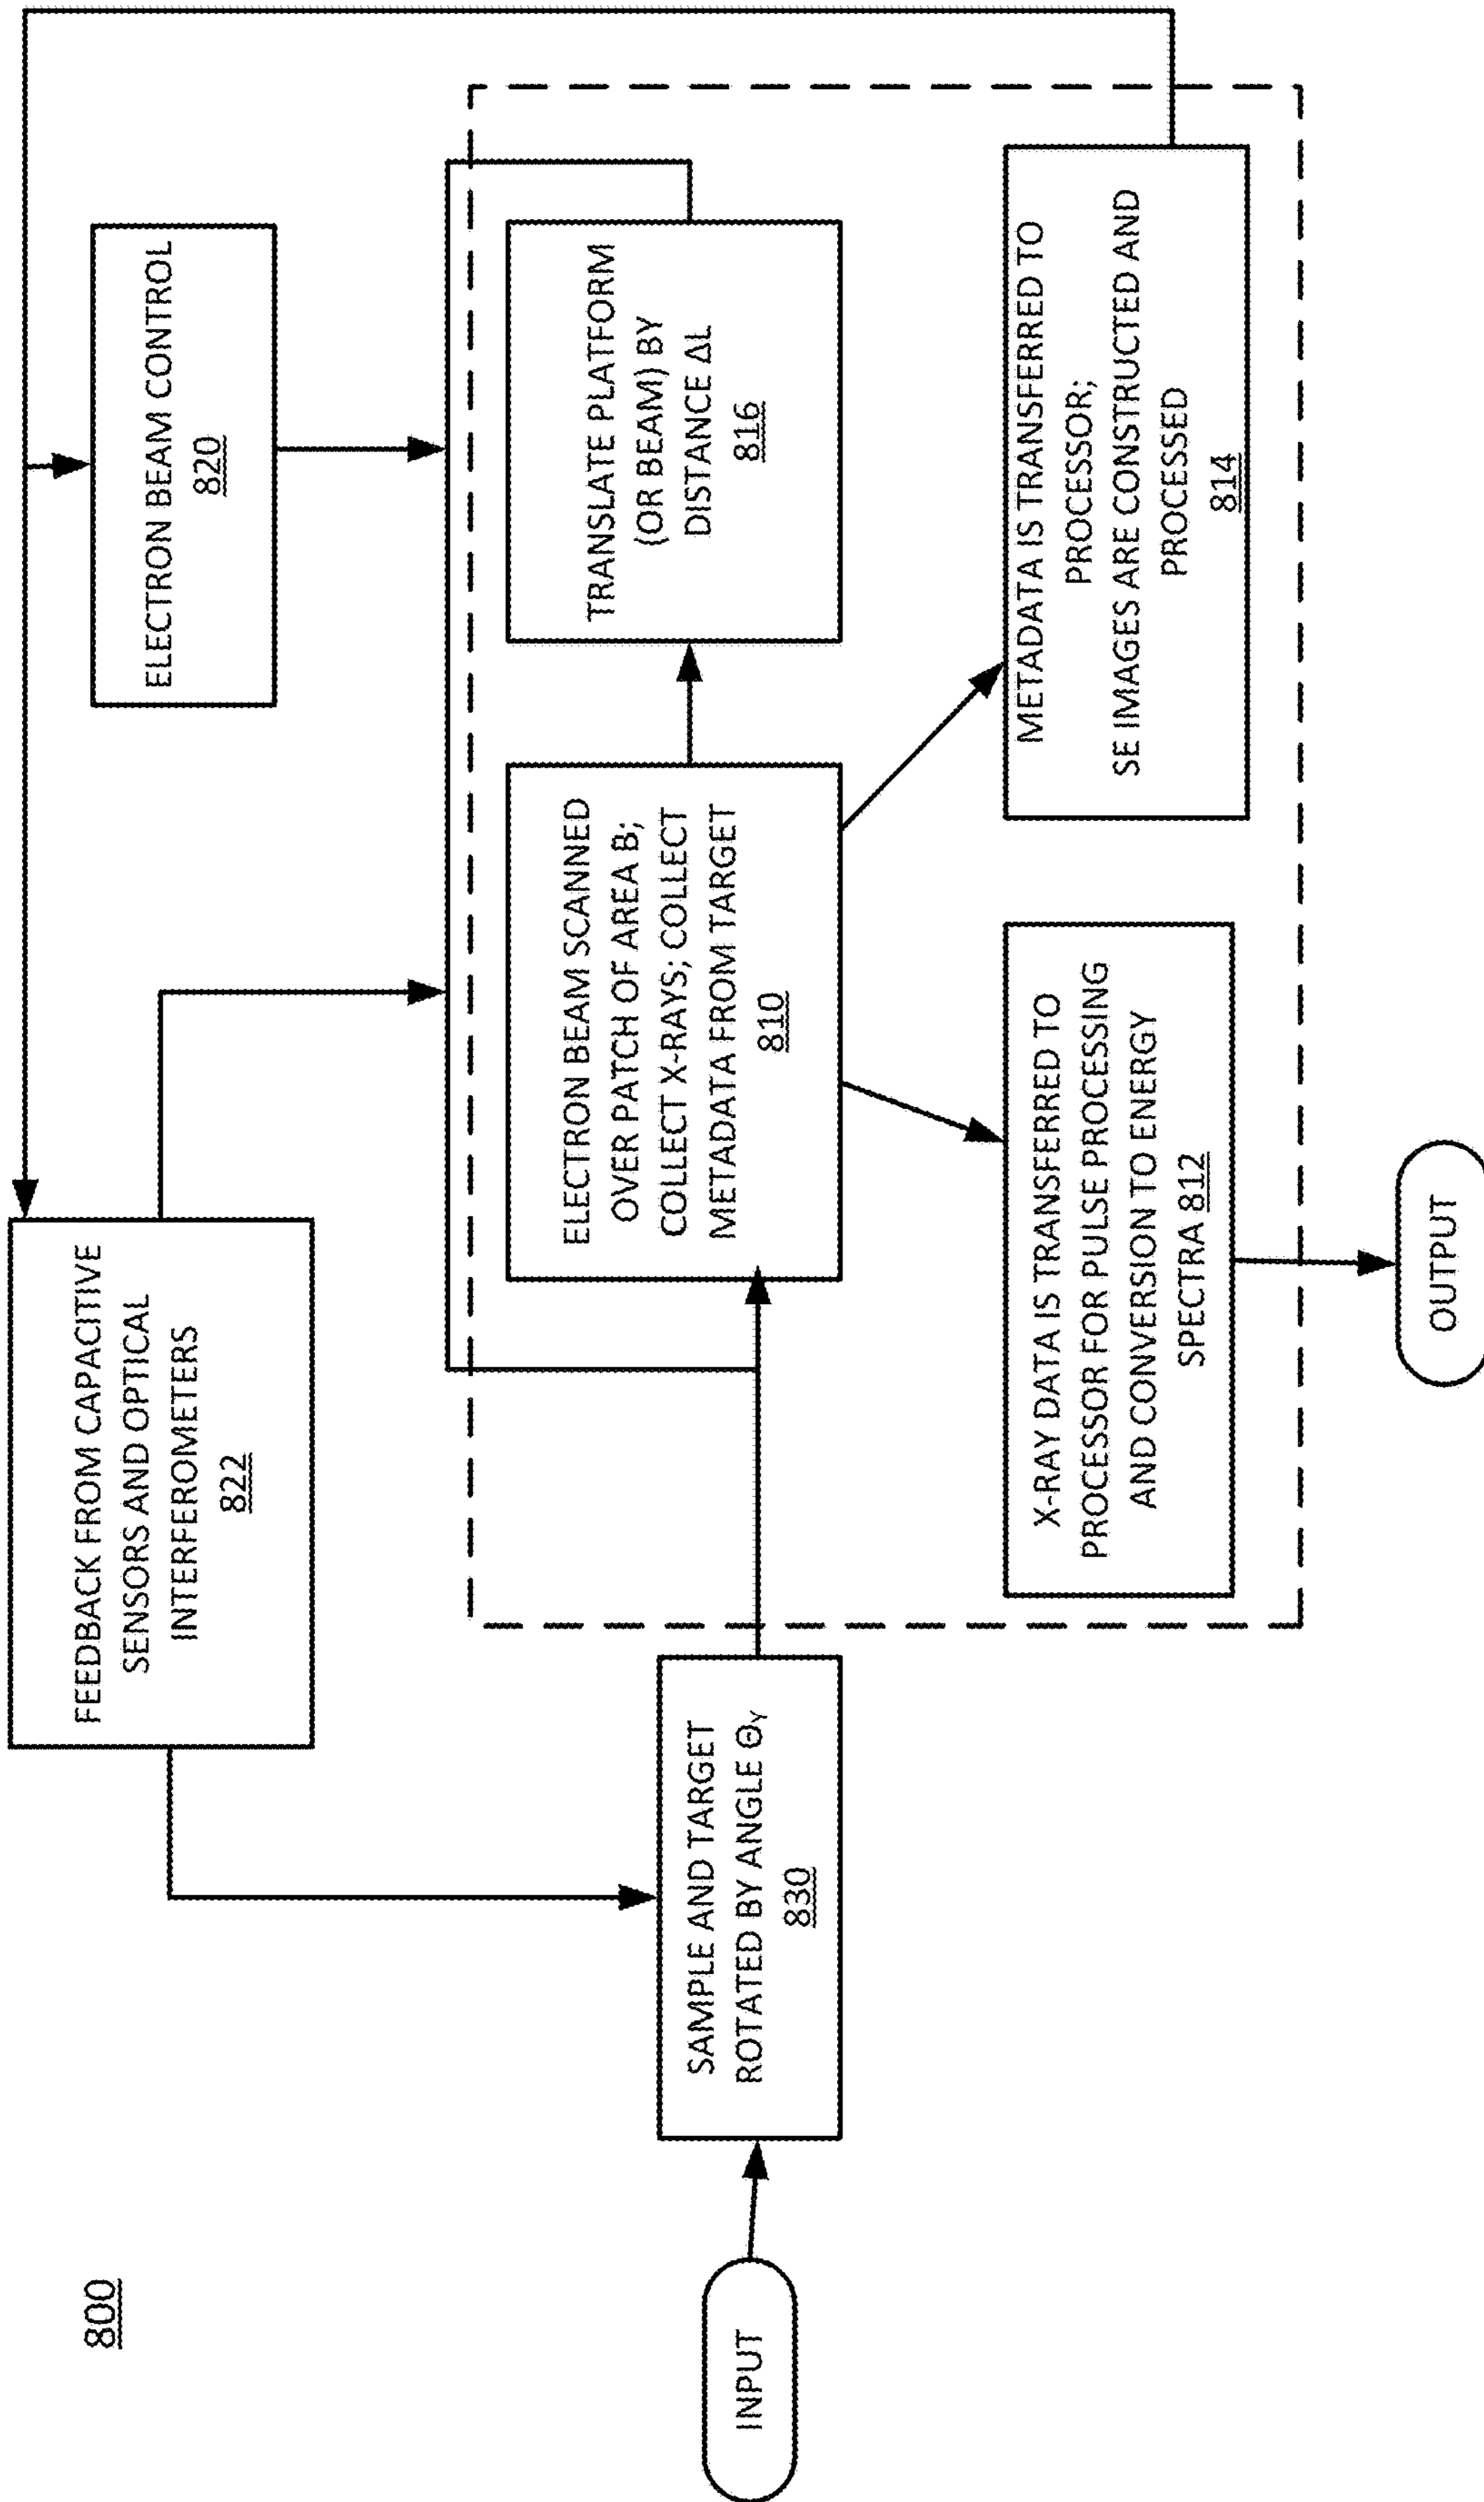 800
FEEDBACK FROM CAPACITIVE
SENSORS AND OPTICAL
INTERFEROMETERS
822
ELECTRON BEAM CONTROL
820
INPUT
SAMPLE AND TARGET
ROTATED BY ANGLE ΘY
830
ELECTRON BEAM SCANNED
OVER PATCH OF AREA B;
COLLECT X-RAYS; COLLECT
METADATA FROM TARGET
810
TRANSLATE PLATFORM
(OR BEAM) BY
DISTANCE ΔL
816
X-RAY DATA IS TRANSFERRED TO
PROCESSOR FOR PULSE PROCESSING
AND CONVERSION TO ENERGY
SPECTRA 812
METADATA IS TRANSFERRED TO
PROCESSOR;
SE IMAGES ARE CONSTRUCTED AND
PROCESSED
814
OUTPUT